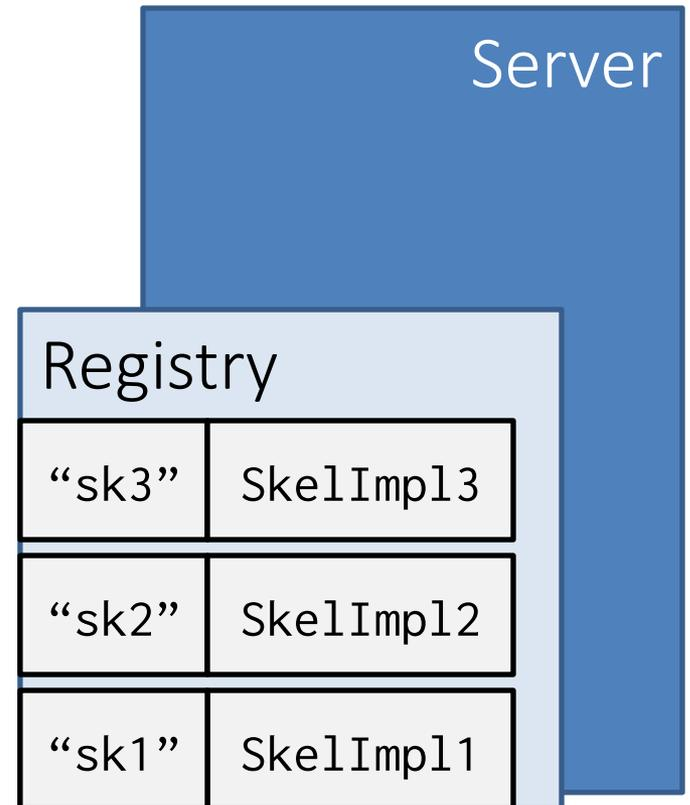 Server
Registry
“sk3” SkelImpl3
“sk2” SkelImpl2
“sk1” SkelImpl1